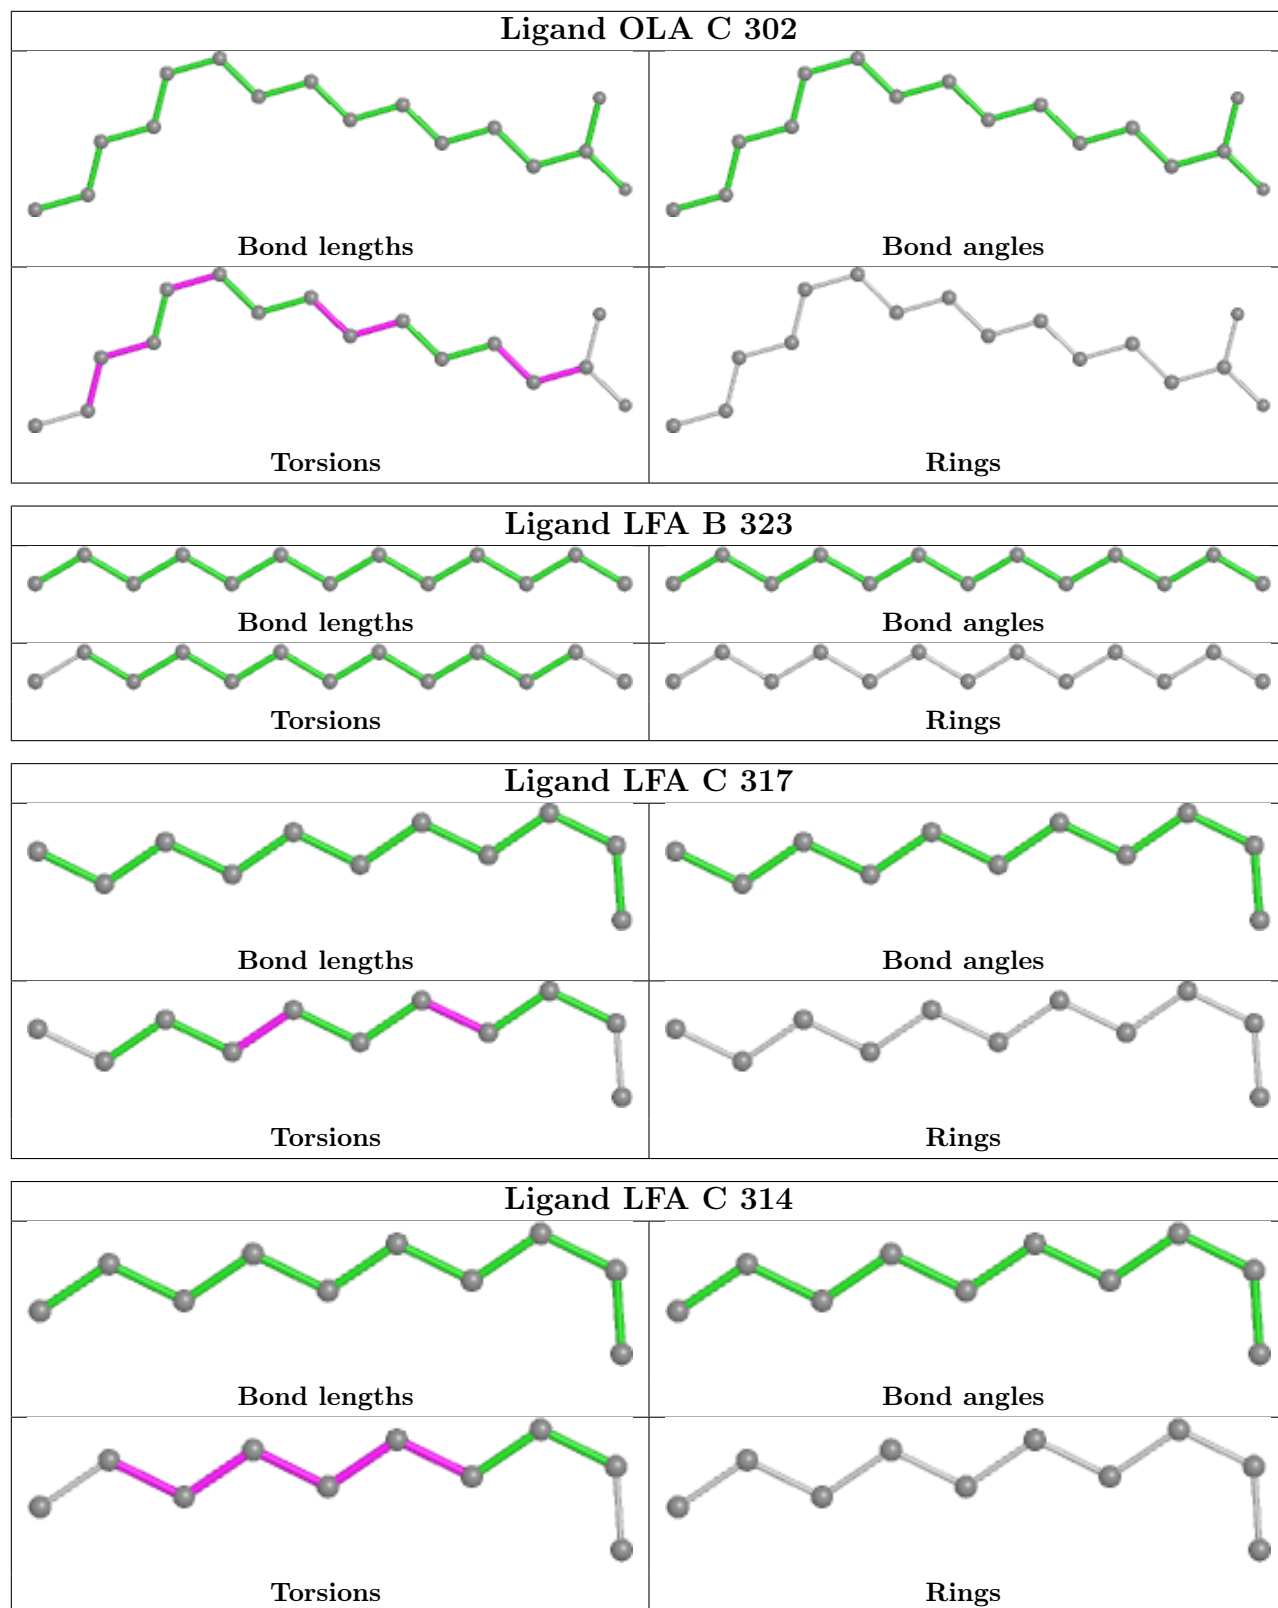 Ligand OLA C 302
Bond lengths
Bond angles
Torsions
Rings
Ligand LFA B 323
Bond lengths
Bond angles
Torsions
Rings
Ligand LFA C 317
Bond lengths
Bond angles
Torsions
Rings
Ligand LFA C 314
Bond lengths
Bond angles
Torsions
Rings